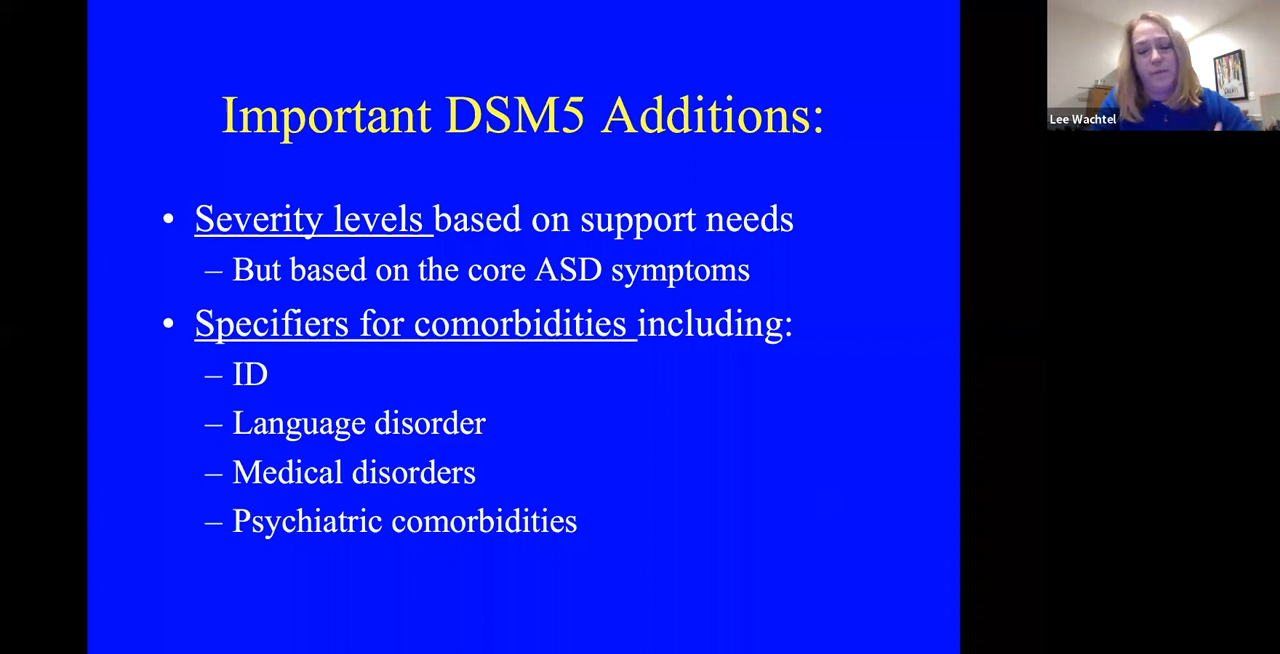 Important DSM5 Additions:
• Severity levels based on support needs
– But based on the core ASD symptoms
• Specifiers for comorbidities including:
– ID
– Language disorder
– Medical disorders
– Psychiatric comorbidities
Lee Wachtel